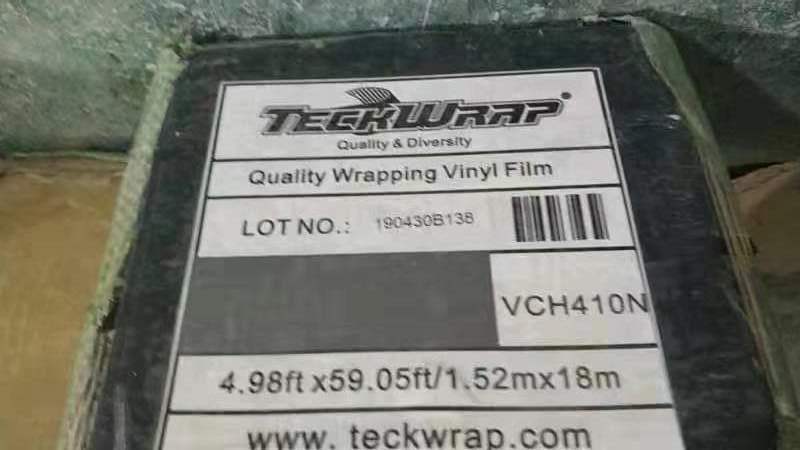 TECKWRAP®
Quality & Diversity
Quality Wrapping Vinyl Film
LOT NO.: 190430B138
VCH410N
4.98ft x59.05ft/1.52mx18m
www. teckwrap.com